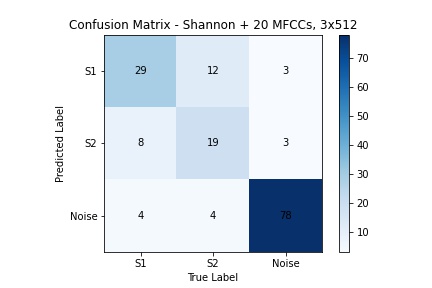 Confusion Matrix - Shannon + 20 MFCCs, 3x512
Predicted Label
S1
29 12 3
S2
8 19 3
Noise
4 4 78
S1 S2 Noise
True Label
70
60
50
40
30
20
10